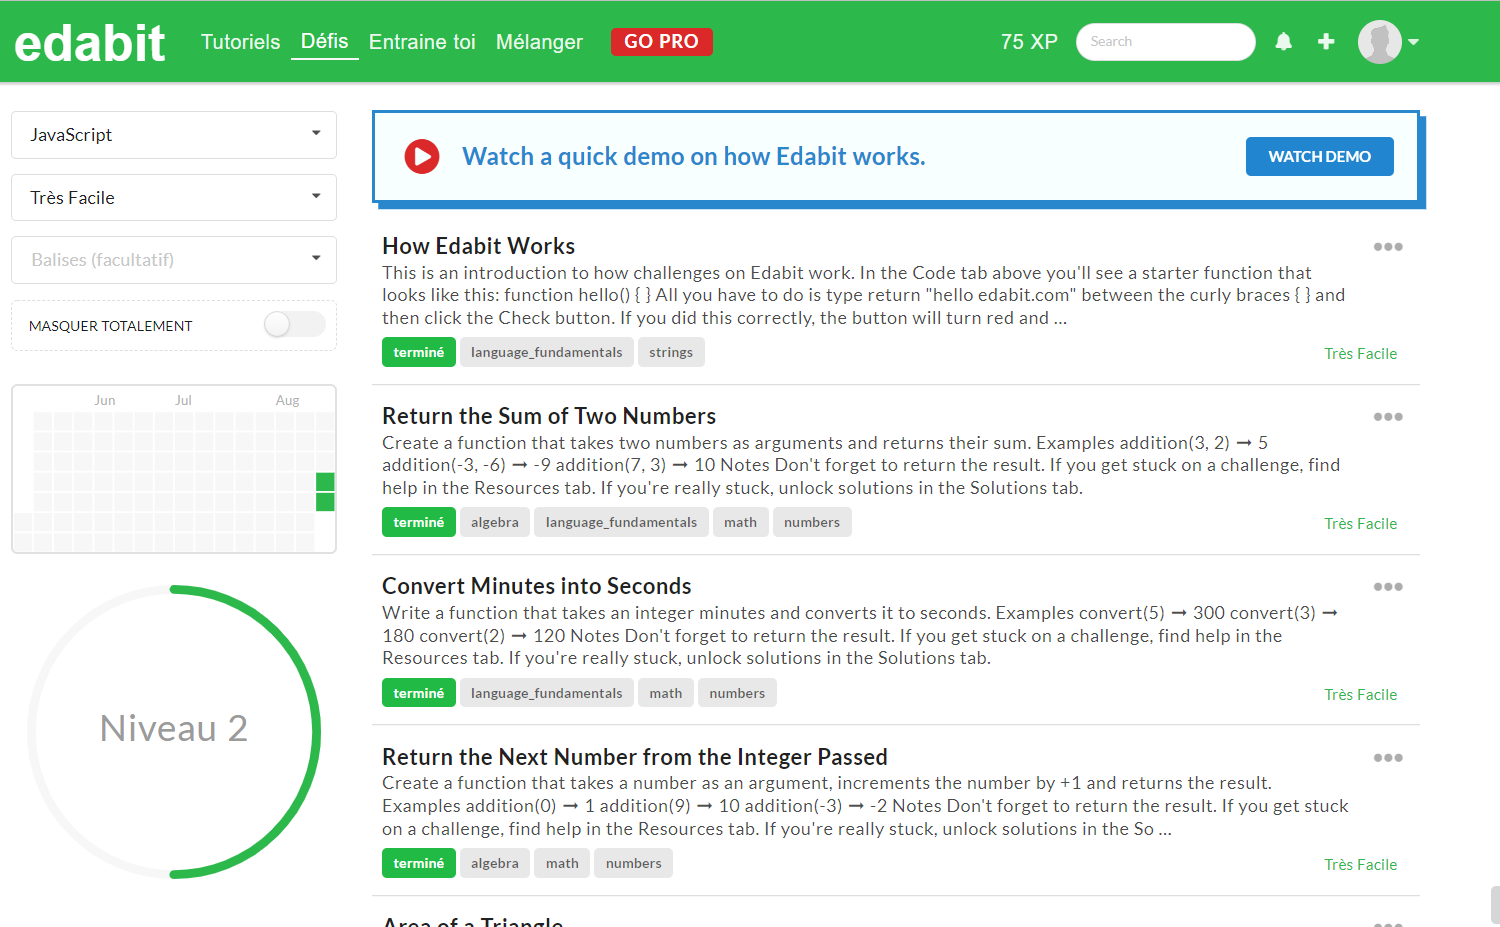 edabit
Tutoriels Défis Entraine toi Mélanger GO PRO 75 XP Search
JavaScript
Très Facile
Balises (facultatif)
MASQUER TOTALEMENT
Jun Jul Aug
Niveau 2
Watch a quick demo on how Edabit works. WATCH DEMO
How Edabit Works
This is an introduction to how challenges on Edabit work. In the Code tab above you'll see a starter function that
looks like this: function hello() { } All you have to do is type return "hello edabit.com" between the curly braces { } and
then click the Check button. If you did this correctly, the button will turn red and ...
terminé language_fundamentals strings Très Facile
Return the Sum of Two Numbers
Create a function that takes two numbers as arguments and returns their sum. Examples addition(3, 2) ➞ 5
addition(-3, -6) ➞ -9 addition(7, 3) ➞ 10 Notes Don't forget to return the result. If you get stuck on a challenge, find
help in the Resources tab. If you're really stuck, unlock solutions in the Solutions tab.
terminé algebra language_fundamentals math numbers Très Facile
Convert Minutes into Seconds
Write a function that takes an integer minutes and converts it to seconds. Examples convert(5) ➞ 300 convert(3) ➞
180 convert(2) ➞ 120 Notes Don't forget to return the result. If you get stuck on a challenge, find help in the
Resources tab. If you're really stuck, unlock solutions in the Solutions tab.
terminé language_fundamentals math numbers Très Facile
Return the Next Number from the Integer Passed
Create a function that takes a number as an argument, increments the number by +1 and returns the result.
Examples addition(0) ➞ 1 addition(9) ➞ 10 addition(-3) ➞ -2 Notes Don't forget to return the result. If you get stuck
on a challenge, find help in the Resources tab. If you're really stuck, unlock solutions in the So ...
terminé algebra math numbers Très Facile
Area of a Triangle